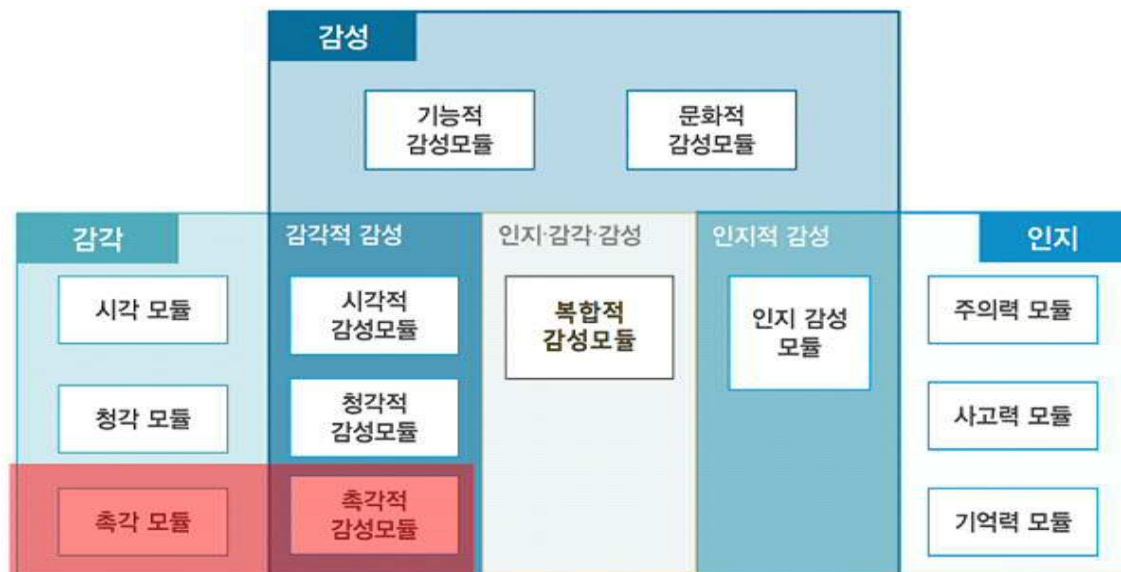 감성
기능적
감성모듈
문화적
감성모듈
감각
감각적 감성
인지·감각·감성
인지적 감성
인지
시각 모듈
시각적
감성모듈
복합적
감성모듈
인지 감성
모듈
주의력 모듈
청각 모듈
청각적
감성모듈
사고력 모듈
촉각 모듈
촉각적
감성모듈
기억력 모듈